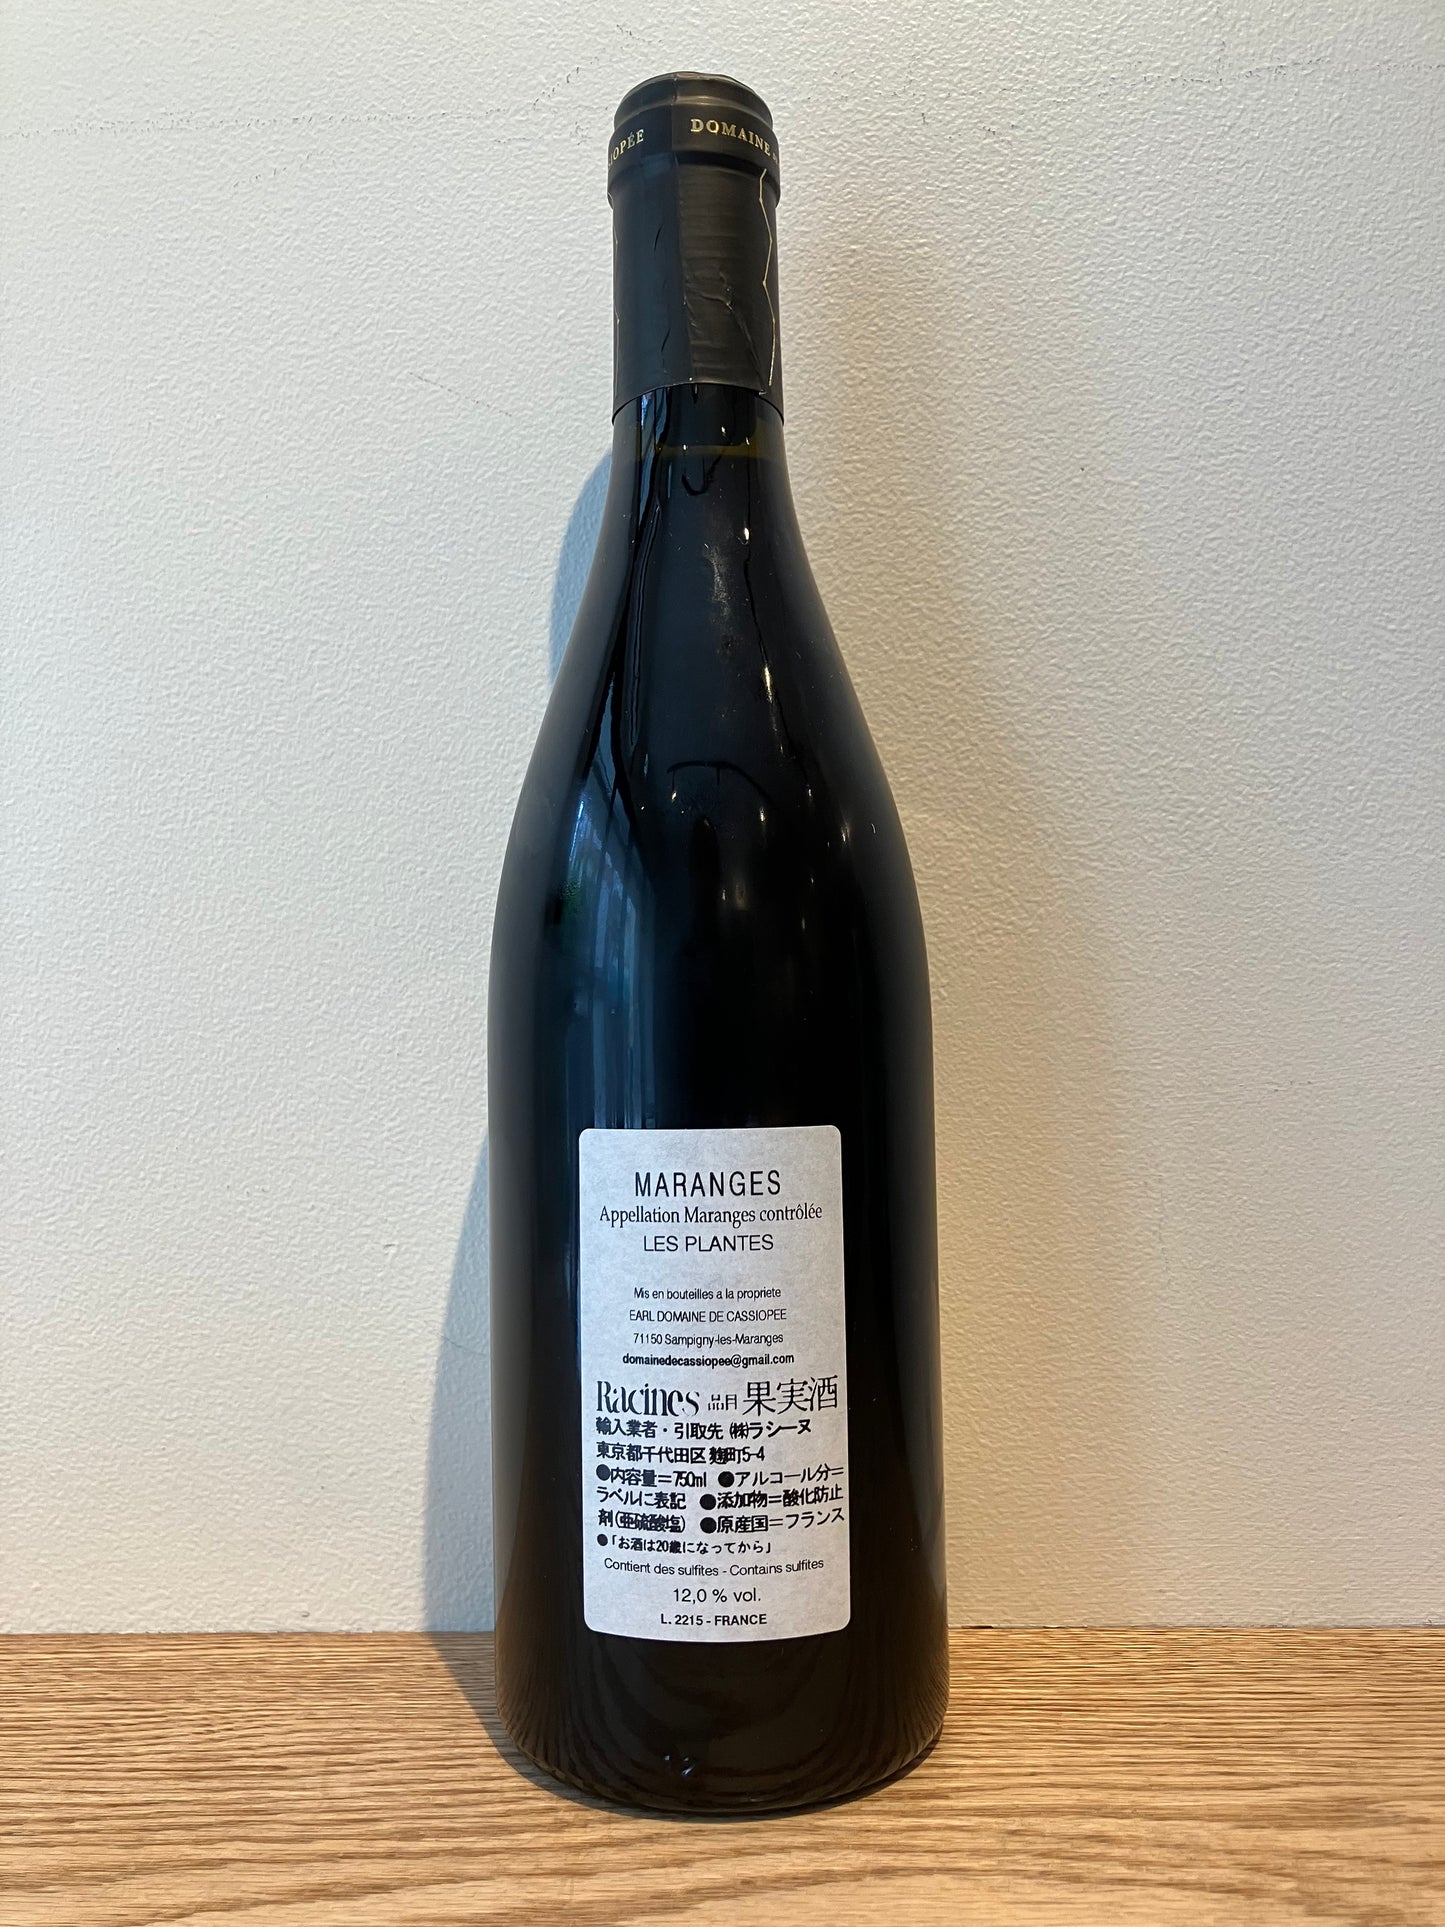 DOMAINE
MARANGES
Appellation Maranges contrôlée
LES PLANTES
Mis en bouteilles a la propriete
EARL DOMAINE DE CASSIOPEE
71150 Sampigny-les-Maranges
domainedecassiopee@gmail.com
Racines 品目 果実酒
輸入業者・引取先 ㈱ラシーヌ
東京都千代田区麹町5-4
●内容量=750ml ●アルコール分=
ラベルに表記 ●添加物=酸化防止
剤(亜硫酸塩) ●原産国=フランス
●「お酒は20歳になってから」
Contient des sulfites - Contains sulfites
12,0 % vol.
L. 2215 - FRANCE